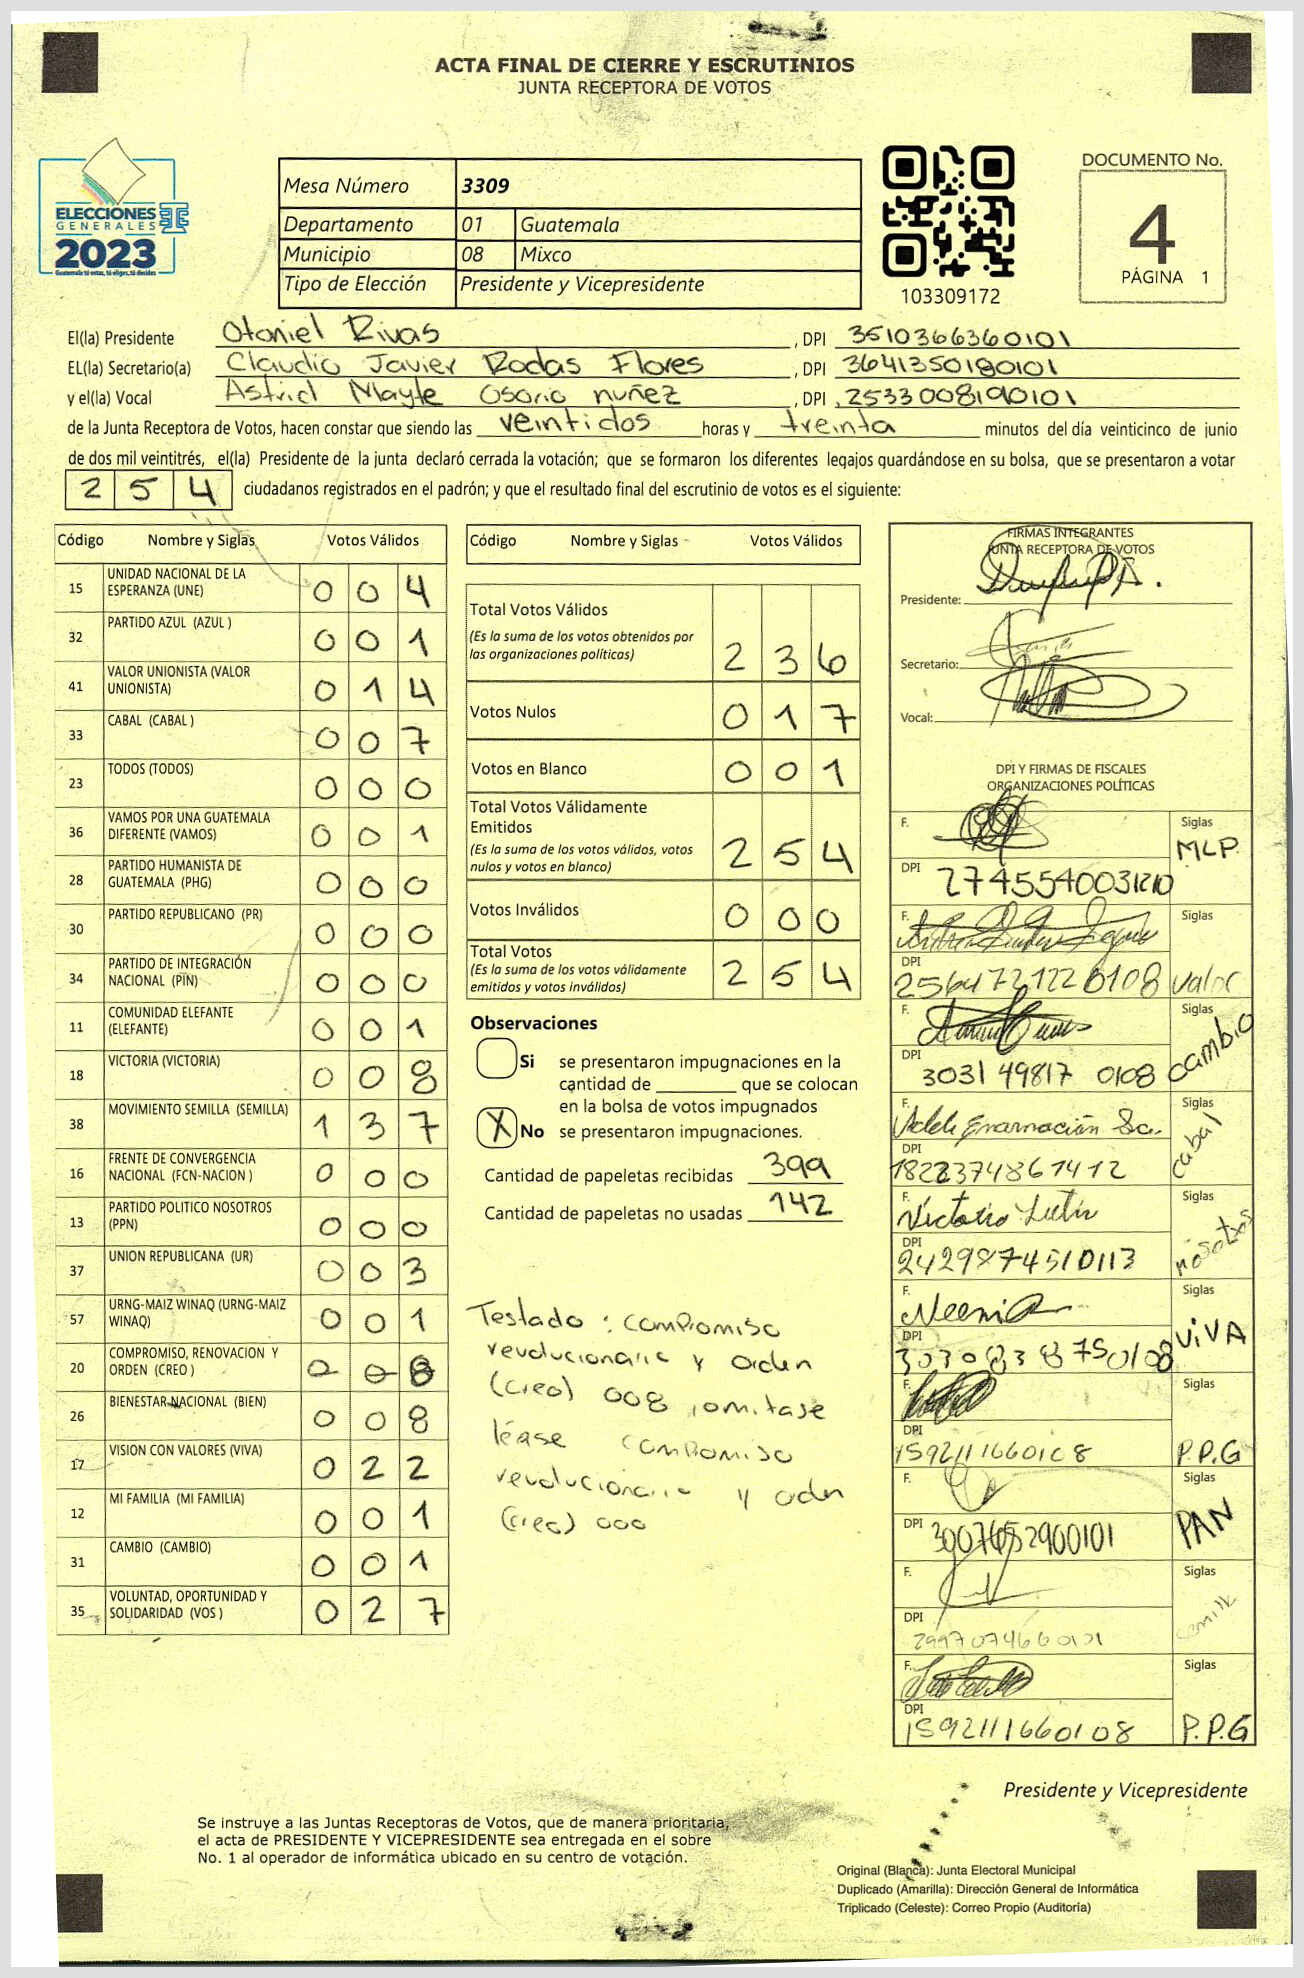 ACTA FINAL DE CIERRE Y ESCRUTINIOS
JUNTA RECEPTORA DE VOTOS
ELECCIONES
GENERALES
2023
Guatemala tú votas, tú eliges, tú decides
Mesa Número 3309
Departamento 01 Guatemala
Municipio 08 Mixco
Tipo de Elección Presidente y Vicepresidente
103309172
DOCUMENTO No.
4
PÁGINA 1
El(la) Presidente Otoniel Rivas, DPI 3510366360101
EL(la) Secretario(a) Claudio Javier Rodas Flores, DPI 3641350180101
y el(la) Vocal Astrid Mayte Osorio nuñez, DPI 2533008190101
de la Junta Receptora de Votos, hacen constar que siendo las veintidos horas y treinta minutos del día veinticinco de junio
de dos mil veintitrés, el(la) Presidente de la junta declaró cerrada la votación; que se formaron los diferentes legajos guardándose en su bolsa, que se presentaron a votar
2 5 4 ciudadanos registrados en el padrón; y que el resultado final del escrutinio de votos es el siguiente:
Código Nombre y Siglas Votos Válidos
15 UNIDAD NACIONAL DE LA ESPERANZA (UNE) 0 0 4
32 PARTIDO AZUL (AZUL ) 0 0 1
41 VALOR UNIONISTA (VALOR UNIONISTA) 0 1 4
33 CABAL (CABAL ) 0 0 7
23 TODOS (TODOS) 0 0 0
36 VAMOS POR UNA GUATEMALA DIFERENTE (VAMOS) 0 0 1
28 PARTIDO HUMANISTA DE GUATEMALA (PHG) 0 0 0
30 PARTIDO REPUBLICANO (PR) 0 0 0
34 PARTIDO DE INTEGRACIÓN NACIONAL (PIN) 0 0 0
11 COMUNIDAD ELEFANTE (ELEFANTE) 0 0 1
18 VICTORIA (VICTORIA) 0 0 8
38 MOVIMIENTO SEMILLA (SEMILLA) 1 3 7
16 FRENTE DE CONVERGENCIA NACIONAL (FCN-NACION ) 0 0 0
13 PARTIDO POLITICO NOSOTROS (PPN) 0 0 0
37 UNION REPUBLICANA (UR) 0 0 3
57 URNG-MAIZ WINAQ (URNG-MAIZ WINAQ) 0 0 1
20 COMPROMISO, RENOVACION Y ORDEN (CREO ) 0 0 8
26 BIENESTAR NACIONAL (BIEN) 0 0 8
17 VISION CON VALORES (VIVA) 0 2 2
12 MI FAMILIA (MI FAMILIA) 0 0 1
31 CAMBIO (CAMBIO) 0 0 1
35 VOLUNTAD, OPORTUNIDAD Y SOLIDARIDAD (VOS ) 0 2 7
Código Nombre y Siglas Votos Válidos
Total Votos Válidos
(Es la suma de los votos obtenidos por
las organizaciones políticas) 2 3 6
Votos Nulos 0 1 7
Votos en Blanco 0 0 1
Total Votos Válidamente
Emitidos
(Es la suma de los votos válidos, votos
nulos y votos en blanco) 2 5 4
Votos Inválidos 0 0 0
Total Votos
(Es la suma de los votos válidamente
emitidos y votos inválidos) 2 5 4
Observaciones
Si se presentaron impugnaciones en la
cantidad de ________ que se colocan
en la bolsa de votos impugnados
X No se presentaron impugnaciones.
Cantidad de papeletas recibidas 399
Cantidad de papeletas no usadas 142
Testado : compromiso
revolucionario y orden
(creo) 008 ,omitase
léase compromiso
revolucionario y orden
(creo) 000
FIRMAS INTEGRANTES
JUNTA RECEPTORA DE VOTOS
Presidente:
Secretario:
Vocal:
DPI Y FIRMAS DE FISCALES
ORGANIZACIONES POLÍTICAS
F. Siglas
MLP
DPI 2745540031210
F. Siglas
DPI
2564721220108 valor
F. Siglas
DPI cambio
3031 49817 0108
F. Siglas
DPI cabal
1822374861412
F. Siglas
Victorio
DPI nosotros
2429874510113
F. Siglas
DPI VIVA
3030838750108
F. Siglas
DPI
1592111660108 P.P.G
F. Siglas
DPI 3007652900101 PAN
F. Siglas
DPI semilla
2997074660101
F. Siglas
DPI
1592111660108 P.P.G
Presidente y Vicepresidente
Se instruye a las Juntas Receptoras de Votos, que de manera prioritaria,
el acta de PRESIDENTE Y VICEPRESIDENTE sea entregada en el sobre
No. 1 al operador de informática ubicado en su centro de votación.
Original (Blanca): Junta Electoral Municipal
Duplicado (Amarilla): Dirección General de Informática
Triplicado (Celeste): Correo Propio (Auditoría)